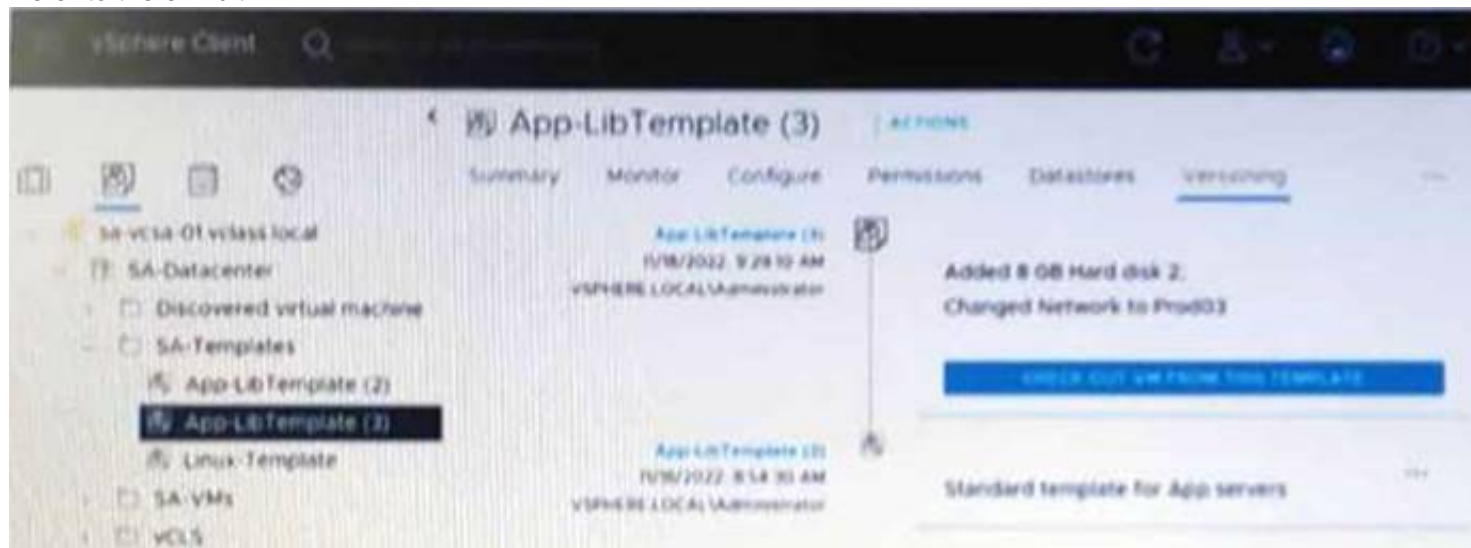 vSphere Client
App-LibTemplate (3)
ACTIONS
Summary Monitor Configure Permissions Datastores Versioning
sa-vcsa-01.vclass.local
SA-Datacenter
Discovered virtual machine
SA-Templates
App-LibTemplate (2)
App-LibTemplate (3)
Linux-Template
SA-VMs
vCLS
App-LibTemplate (3)
11/18/2022, 9:29:10 AM
VSPHERE.LOCAL\Administrator
Added 8 GB Hard disk 2.
Changed Network to Prod03
CHECK OUT VM FROM THIS TEMPLATE
App-LibTemplate (2)
8:54:30 AM
VSPHERE.LOCAL\Administrator
Standard template for App servers